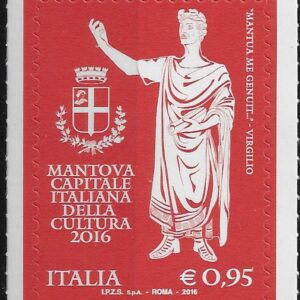 "MANTUA ME GENUIT..." - VIRGILIO
MANTOVA
CAPITALE
ITALIANA
DELLA
CULTURA
2016
ITALIA
€ 0,95
I.P.Z.S. S.p.A. - ROMA - 2016